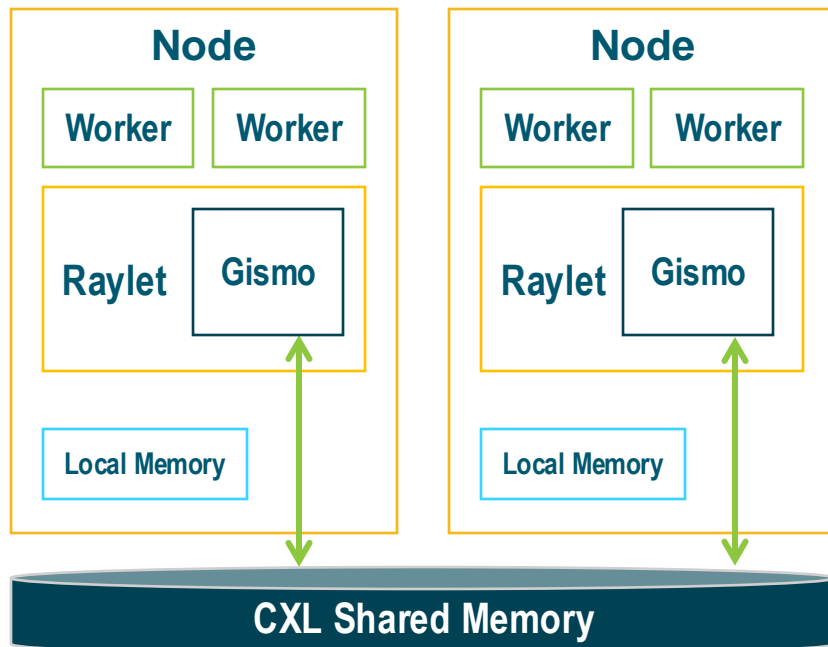 Node
Node
Worker
Worker
Worker
Worker
Raylet
Gismo
Raylet
Gismo
Local Memory
Local Memory
CXL Shared Memory